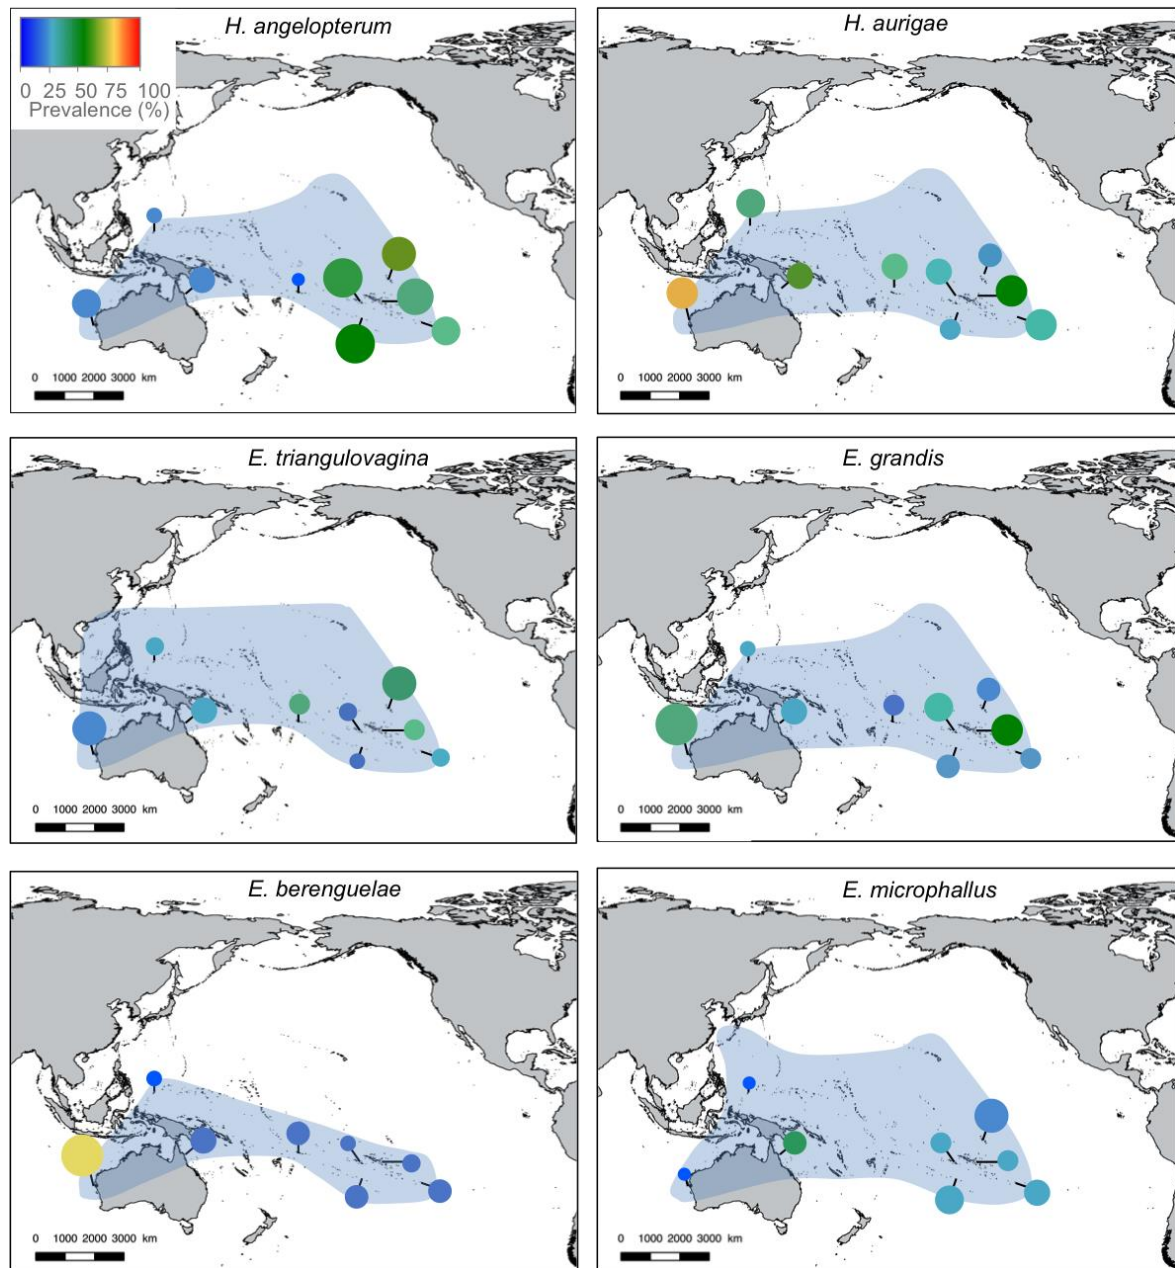 H. angelopterum
0 25 50 75 100
Prevalence (%)
0 1000 2000 3000 km
H. aurigae
0 1000 2000 3000 km
E. triangulovagina
0 1000 2000 3000 km
E. grandis
0 1000 2000 3000 km
E. berenguelae
0 1000 2000 3000 km
E. microphallus
0 1000 2000 3000 km